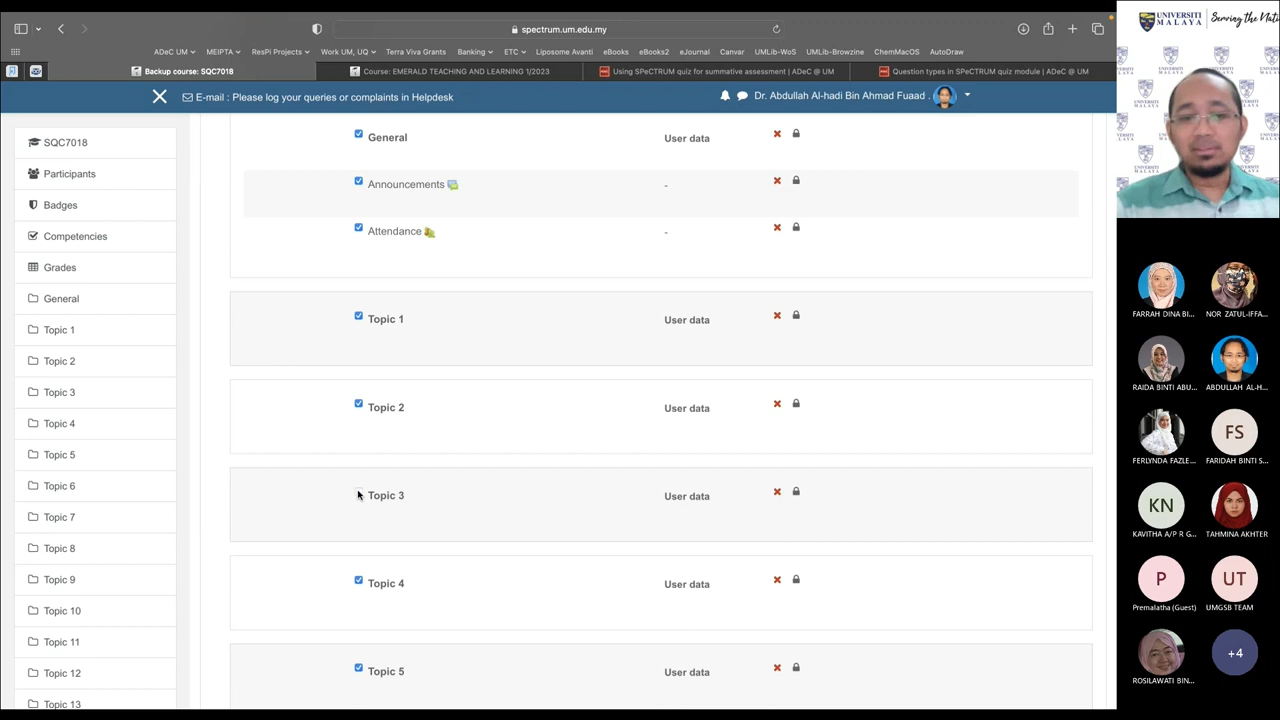 spectrum.um.edu.my
UNIVERSITI
MALAYA
Serving the Nati
ADeC UM
MEIPTA
ResPi Projects
Work UM, UQ
Terra Viva Grants
Banking
ETC
Liposome Avanti
eBooks
eBooks2
eJournal
Canvar
UMLib-WoS
UMLib-Browzine
ChemMacOS
AutoDraw
Backup course: SQC7018
Course: EMERALD TEACHING AND LEARNING 1/2023
Using SPeCTRUM quiz for summative assessment | ADeC @ UM
Question types in SPeCTRUM quiz module | ADeC @ UM
E-mail : Please log your queries or complaints in Helpdesk
Dr. Abdullah Al-hadi Bin Ahmad Fuaad .
SQC7018
Participants
Badges
Competencies
Grades
General
Topic 1
Topic 2
Topic 3
Topic 4
Topic 5
Topic 6
Topic 7
Topic 8
Topic 9
Topic 10
Topic 11
Topic 12
Topic 13
General User data
Announcements -
Attendance -
Topic 1 User data
Topic 2 User data
Topic 3 User data
Topic 4 User data
Topic 5 User data
FARRAH DINA BI...
NOR ZATUL-IFFA...
RAIDA BINTI ABU...
ABDULLAH AL-H...
FERLYNDA FAZLE...
FS
FARIDAH BINTI S...
KN
KAVITHA A/P R G...
TAHMINA AKHTER
P
Premalatha (Guest)
UT
UMGSB TEAM
ROSILAWATI BIN...
+4